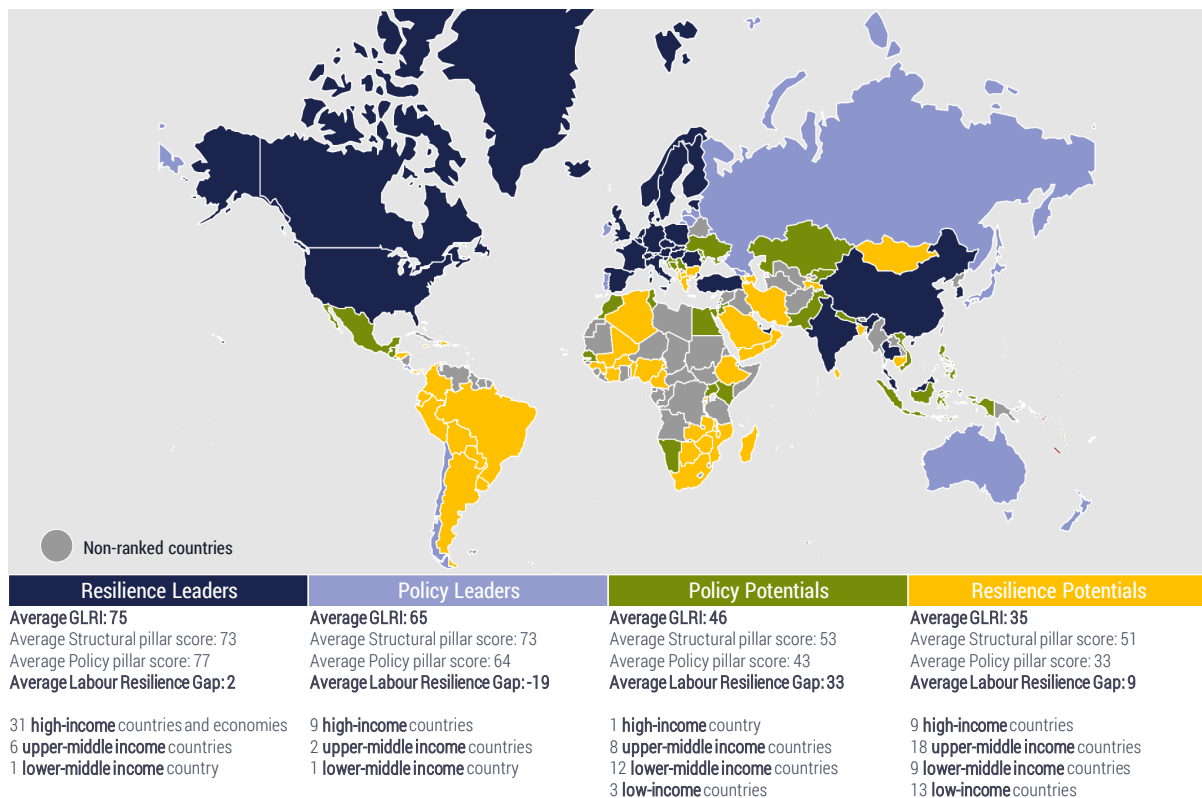 Non-ranked countries
Resilience Leaders
Average GLRI: 75
Average Structural pillar score: 73
Average Policy pillar score: 77
Average Labour Resilience Gap: 2
31 high-income countries and economies
6 upper-middle income countries
1 lower-middle income country
Policy Leaders
Average GLRI: 65
Average Structural pillar score: 73
Average Policy pillar score: 64
Average Labour Resilience Gap: -19
9 high-income countries
2 upper-middle income countries
1 lower-middle income country
Policy Potentials
Average GLRI: 46
Average Structural pillar score: 53
Average Policy pillar score: 43
Average Labour Resilience Gap: 33
1 high-income country
8 upper-middle income countries
12 lower-middle income countries
3 low-income countries
Resilience Potentials
Average GLRI: 35
Average Structural pillar score: 51
Average Policy pillar score: 33
Average Labour Resilience Gap: 9
9 high-income countries
18 upper-middle income countries
9 lower-middle income countries
13 low-income countries